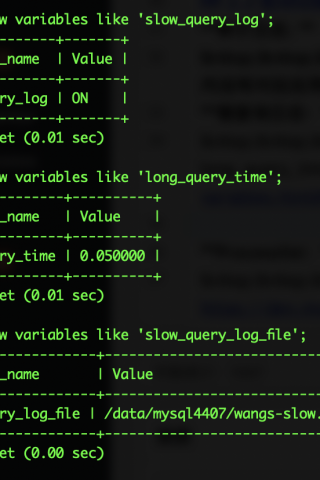 w variables like 'slow_query_log';
--------+-------+
_name  | Value |
--------+-------+
ry_log | ON    |
--------+-------+
et (0.01 sec)
w variables like 'long_query_time';
---------+----------+
_name   | Value    |
---------+----------+
ry_time | 0.050000 |
---------+----------+
et (0.01 sec)
w variables like 'slow_query_log_file';
-------------+---------------------------
_name       | Value
-------------+---------------------------
ry_log_file | /data/mysql4407/wangs-slow.
-------------+---------------------------
et (0.00 sec)